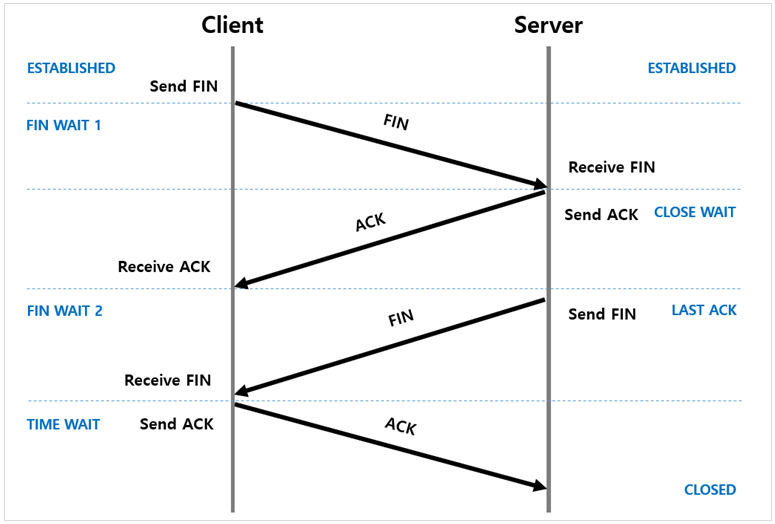 Client
Server
ESTABLISHED
ESTABLISHED
Send FIN
FIN WAIT 1
FIN
Receive FIN
ACK
Send ACK
CLOSE WAIT
Receive ACK
FIN WAIT 2
FIN
Send FIN
LAST ACK
Receive FIN
TIME WAIT
Send ACK
ACK
CLOSED